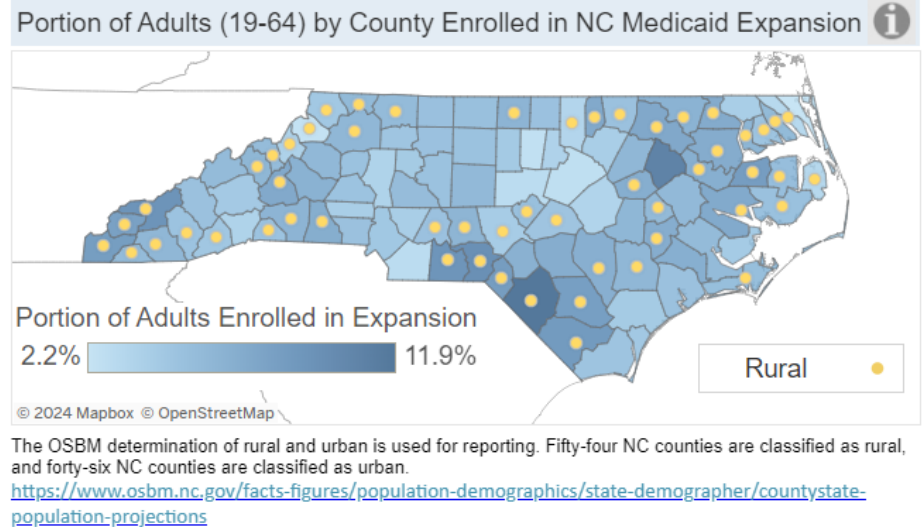 Portion of Adults (19-64) by County Enrolled in NC Medicaid Expansion
i
Portion of Adults Enrolled in Expansion
2.2% 11.9%
Rural
© 2024 Mapbox © OpenStreetMap
The OSBM determination of rural and urban is used for reporting. Fifty-four NC counties are classified as rural,
and forty-six NC counties are classified as urban.
https://www.osbm.nc.gov/facts-figures/population-demographics/state-demographer/countystate-
population-projections